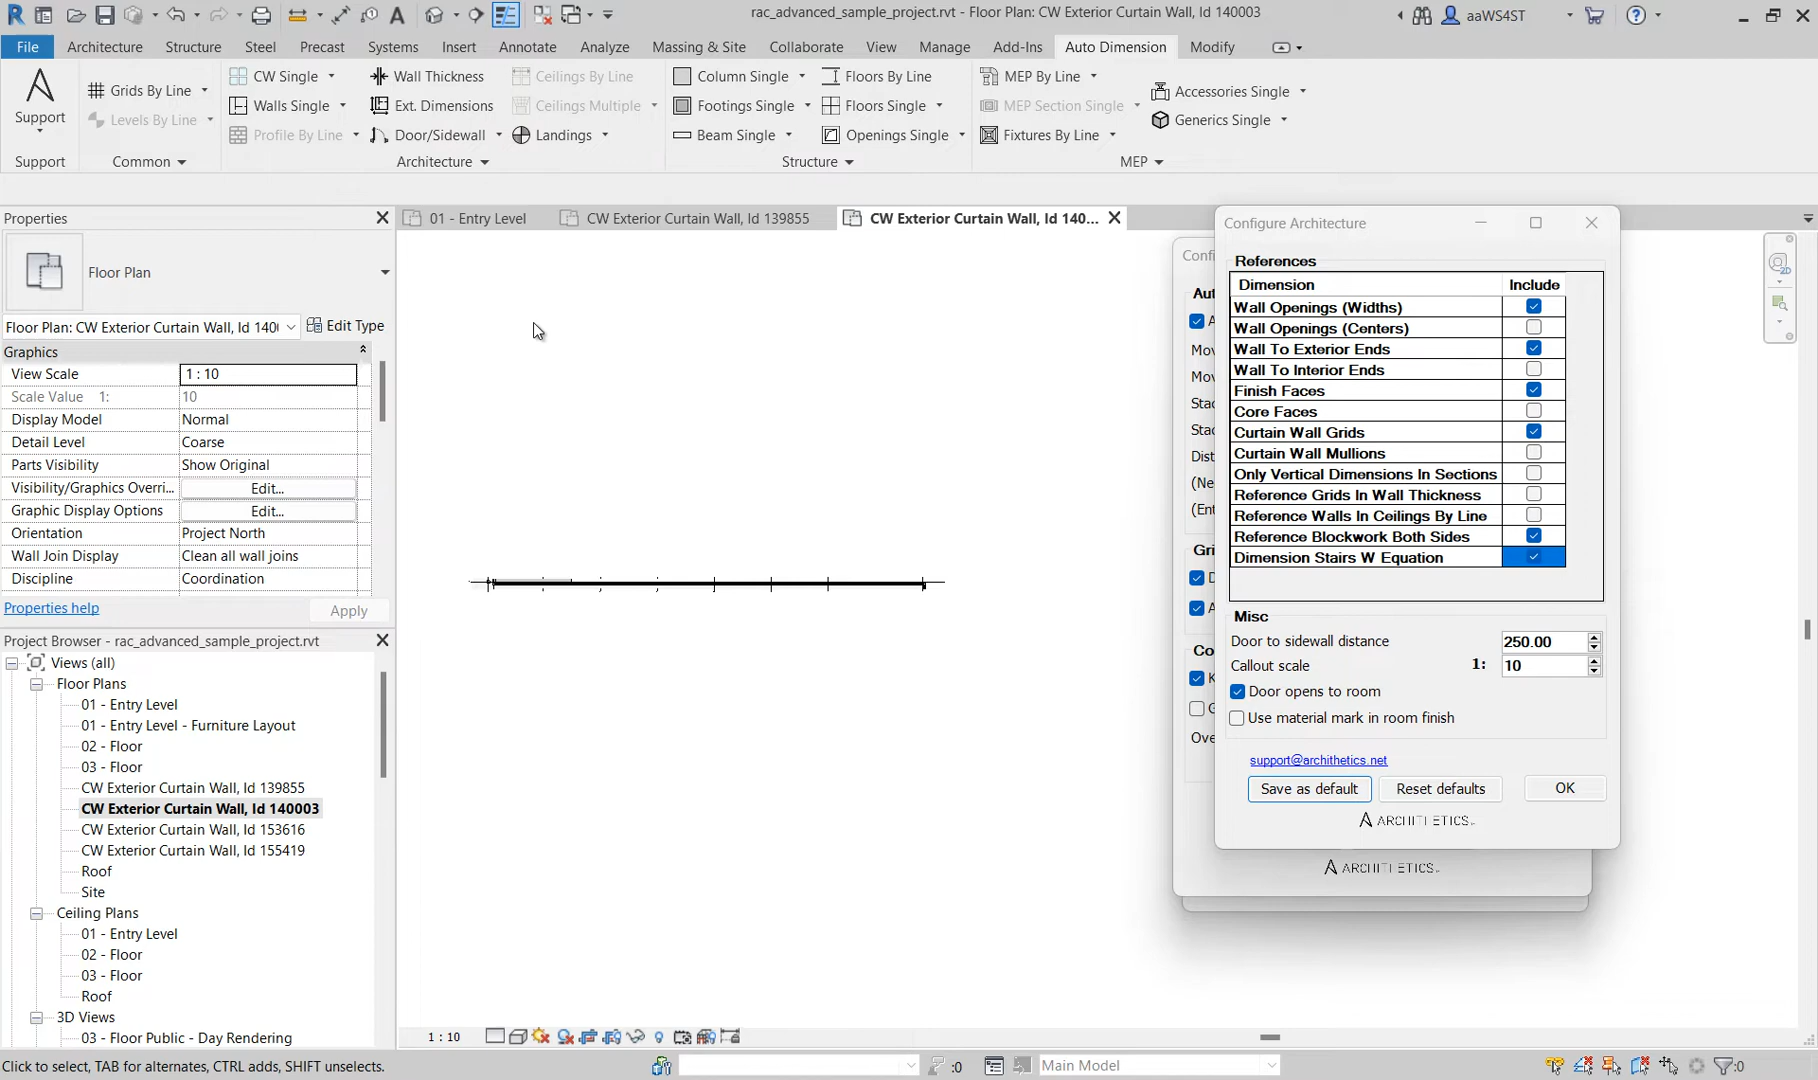 rac_advanced_sample_project.rvt - Floor Plan: CW Exterior Curtain Wall, Id 140003
aaWS4ST
File Architecture Structure Steel Precast Systems Insert Annotate Analyze Massing & Site Collaborate View Manage Add-Ins Auto Dimension Modify
Support
Support
Grids By Line
Levels By Line
Common
CW Single
Walls Single
Profile By Line
Wall Thickness
Ext. Dimensions
Door/Sidewall
Ceilings By Line
Ceilings Multiple
Landings
Architecture
Column Single
Footings Single
Beam Single
Floors By Line
Floors Single
Openings Single
Structure
MEP By Line
MEP Section Single
Fixtures By Line
Accessories Single
Generics Single
MEP
Properties
Floor Plan
Floor Plan: CW Exterior Curtain Wall, Id 140
Edit Type
Graphics
View Scale 1 : 10
Scale Value 1: 10
Display Model Normal
Detail Level Coarse
Parts Visibility Show Original
Visibility/Graphics Overri... Edit...
Graphic Display Options Edit...
Orientation Project North
Wall Join Display Clean all wall joins
Discipline Coordination
Properties help
Apply
Project Browser - rac_advanced_sample_project.rvt
Views (all)
Floor Plans
01 - Entry Level
01 - Entry Level - Furniture Layout
02 - Floor
03 - Floor
CW Exterior Curtain Wall, Id 139855
CW Exterior Curtain Wall, Id 140003
CW Exterior Curtain Wall, Id 153616
CW Exterior Curtain Wall, Id 155419
Roof
Site
Ceiling Plans
01 - Entry Level
02 - Floor
03 - Floor
Roof
3D Views
03 - Floor Public - Day Rendering
01 - Entry Level
CW Exterior Curtain Wall, Id 139855
CW Exterior Curtain Wall, Id 140...
2D
Confi
Aut
A
Mov
Mov
Stac
Stac
Dist
(Ne
(Ent
Gri
D
A
Co
K
G
Ove
ARCHITHETICS
Configure Architecture
References
Dimension Include
Wall Openings (Widths)
Wall Openings (Centers)
Wall To Exterior Ends
Wall To Interior Ends
Finish Faces
Core Faces
Curtain Wall Grids
Curtain Wall Mullions
Only Vertical Dimensions In Sections
Reference Grids In Wall Thickness
Reference Walls In Ceilings By Line
Reference Blockwork Both Sides
Dimension Stairs W Equation
Misc
Door to sidewall distance 250.00
Callout scale 1: 10
Door opens to room
Use material mark in room finish
support@archithetics.net
Save as default
Reset defaults
OK
ARCHITHETICS
1 : 10
Click to select, TAB for alternates, CTRL adds, SHIFT unselects.
:0
Main Model
:0